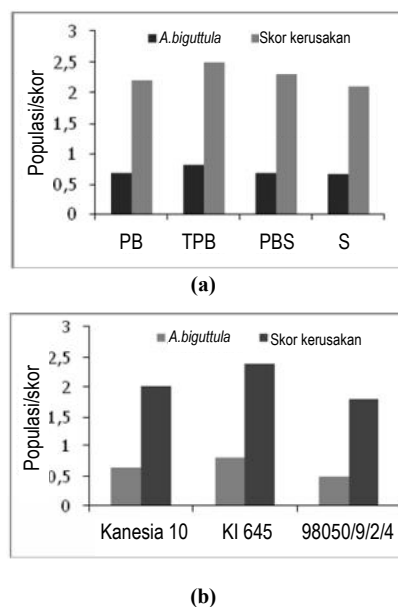 A.biguttula Skor kerusakan
Populasi/skor
3
2,5
2
1,5
1
0,5
0
PB TPB PBS S
(a)
A.biguttula Skor kerusakan
Populasi/skor
3
2,5
2
1,5
1
0,5
0
Kanesia 10 KI 645 98050/9/2/4
(b)